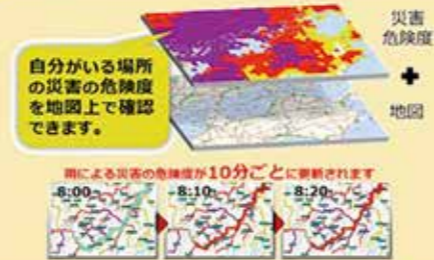 自分がいる場所
の災害の危険度
を地図上で確認
できます。
災害
危険度
+
地図
雨による災害の危険度が10分ごとに更新されます
8:00
8:10
8:20